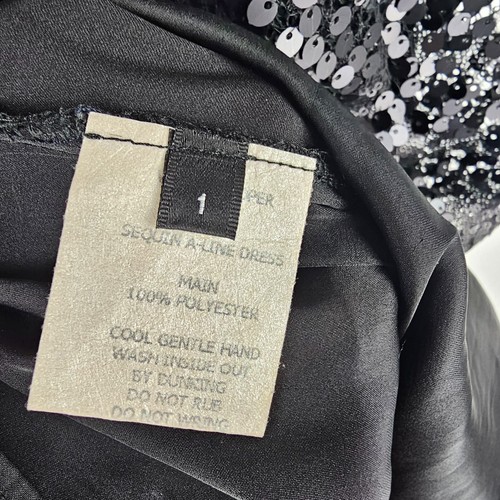 1
PER
SEQUIN A-LINE DRESS
MAIN
100% POLYESTER
COOL GENTLE HAND
WASH INSIDE OUT
BY DUNKING
DO NOT RUB
DO NOT WRING